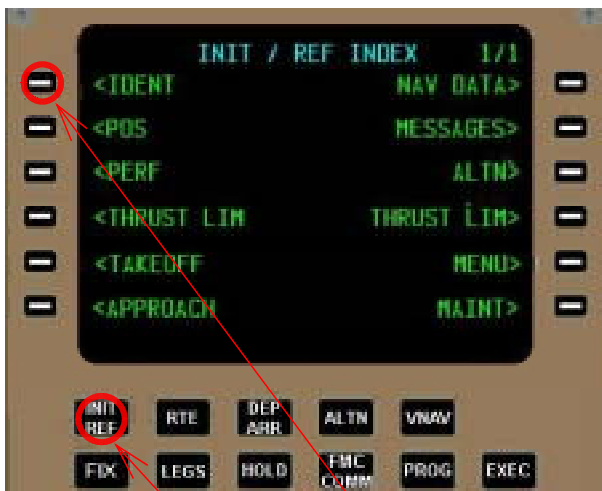 INIT / REF INDEX 1/1
<IDENT NAV DATA>
<POS MESSAGES>
<PERF ALTN>
<THRUST LIM THRUST LIM>
<TAKEOFF MENU>
<APPROACH MAINT>
INIT REF RTE DEP ARR ALTN VNAV
FIX LEGS HOLD FMC COMM PROG EXEC